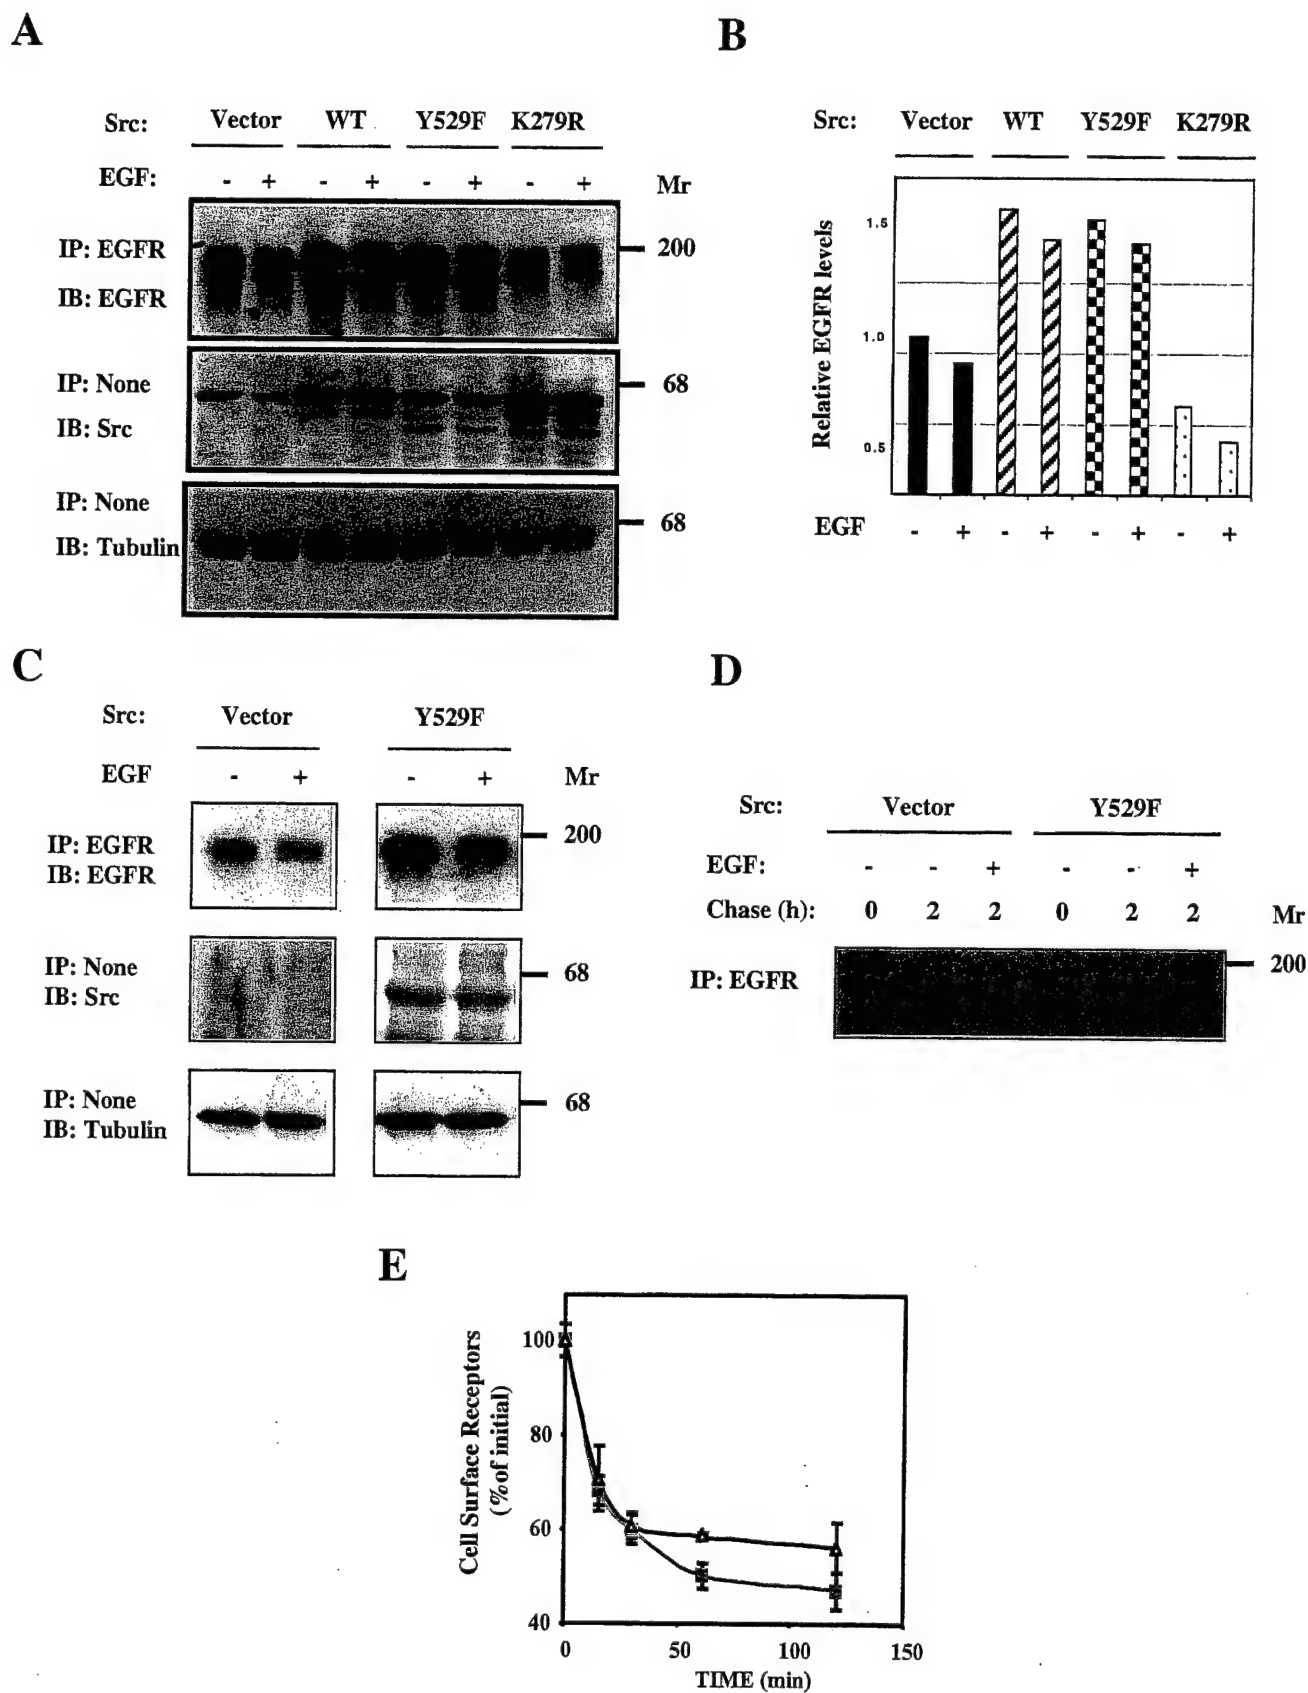 A
Src: Vector WT Y529F K279R
EGF: - + - + - + - + Mr
IP: EGFR
IB: EGFR
200
IP: None
IB: Src
68
IP: None
IB: Tubulin
68
B
Src: Vector WT Y529F K279R
Relative EGFR levels
1.5
1.0
0.5
EGF - + - + - + - +
C
Src: Vector Y529F
EGF - + - + Mr
IP: EGFR
IB: EGFR
200
IP: None
IB: Src
68
IP: None
IB: Tubulin
68
D
Src: Vector Y529F
EGF: - - + - - +
Chase (h): 0 2 2 0 2 2 Mr
IP: EGFR
200
E
Cell Surface Receptors
(% of initial)
100
80
60
40
0 50 100 150
TIME (min)